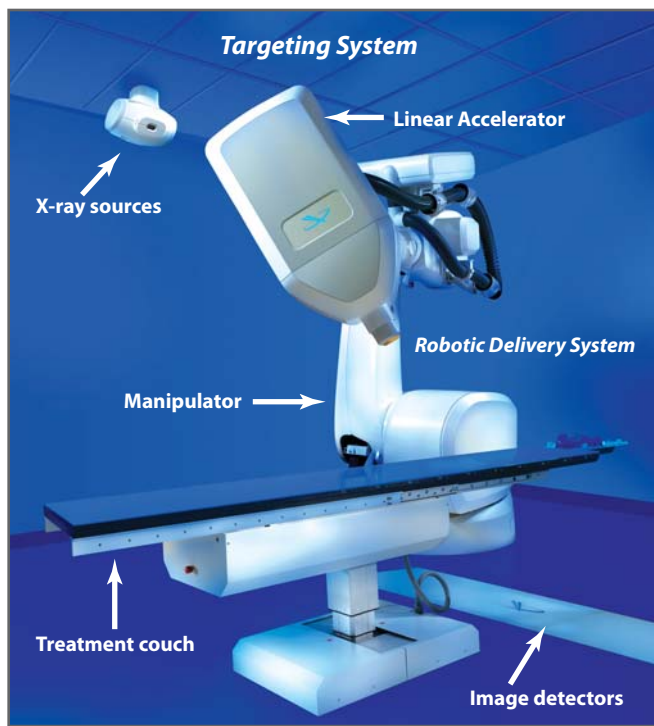 Targeting System
Linear Accelerator
X-ray sources
Robotic Delivery System
Manipulator
Treatment couch
Image detectors